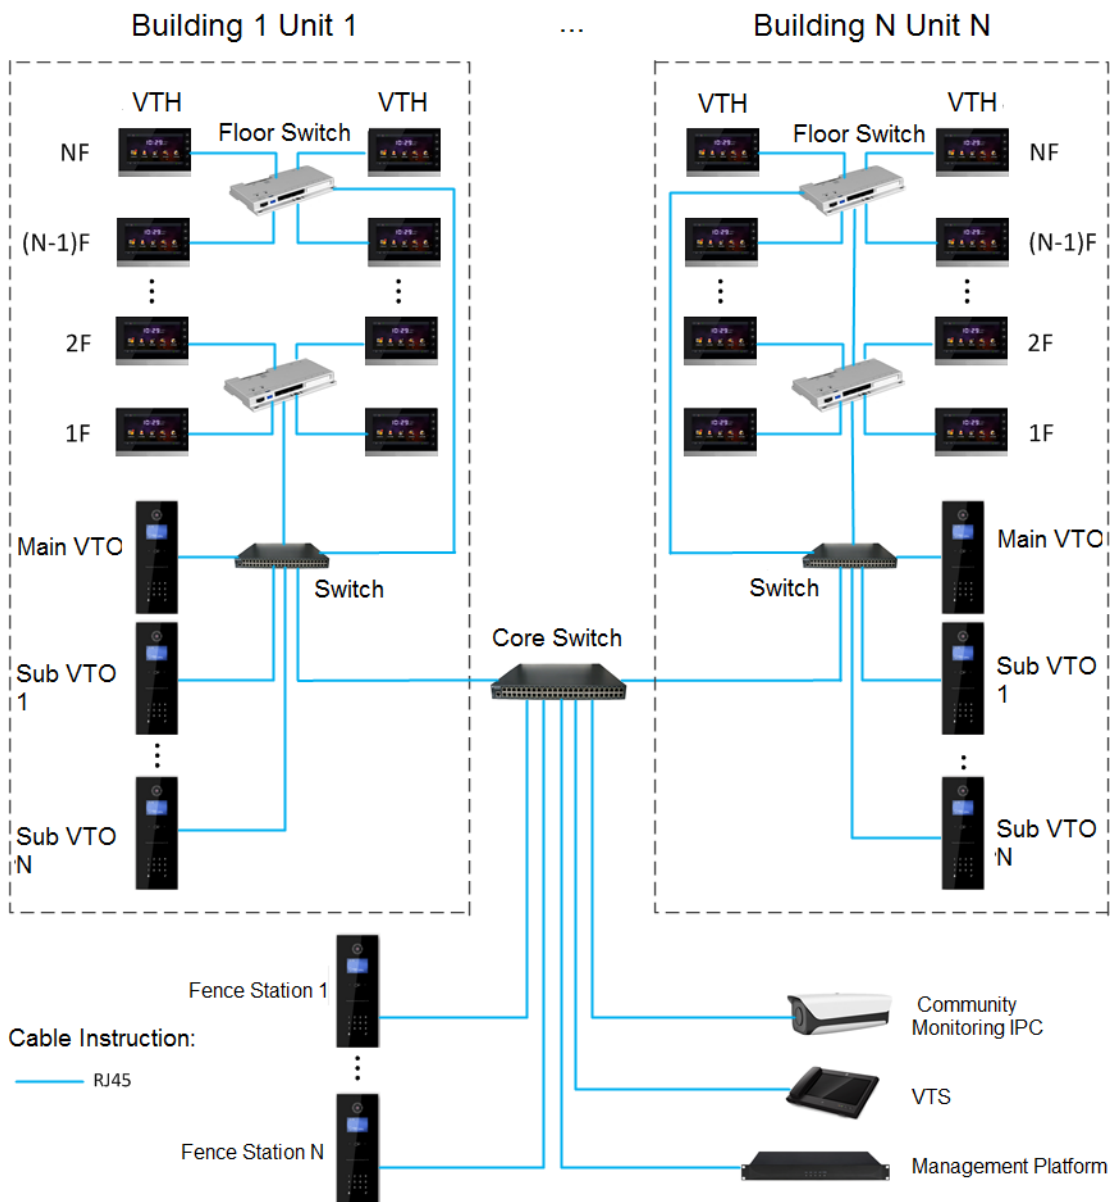 Building 1 Unit 1
...
Building N Unit N
VTH
VTH
VTH
VTH
Floor Switch
Floor Switch
NF
NF
(N-1)F
(N-1)F
2F
2F
1F
1F
Main VTO
Main VTO
Switch
Switch
Core Switch
Sub VTO
1
Sub VTO
1
Sub VTO
N
Sub VTO
N
Fence Station 1
Community
Monitoring IPC
Cable Instruction:
RJ45
VTS
Fence Station N
Management Platform